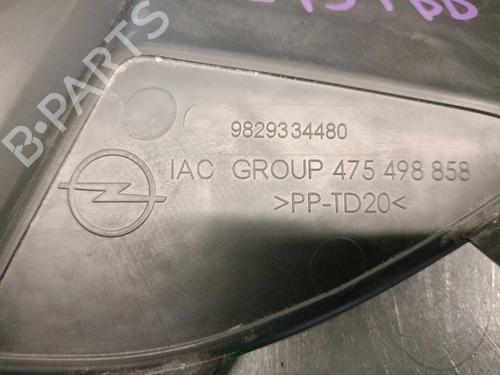 9829334480
IAC GROUP 475 498 858
>PP-TD20<
B-PARTS